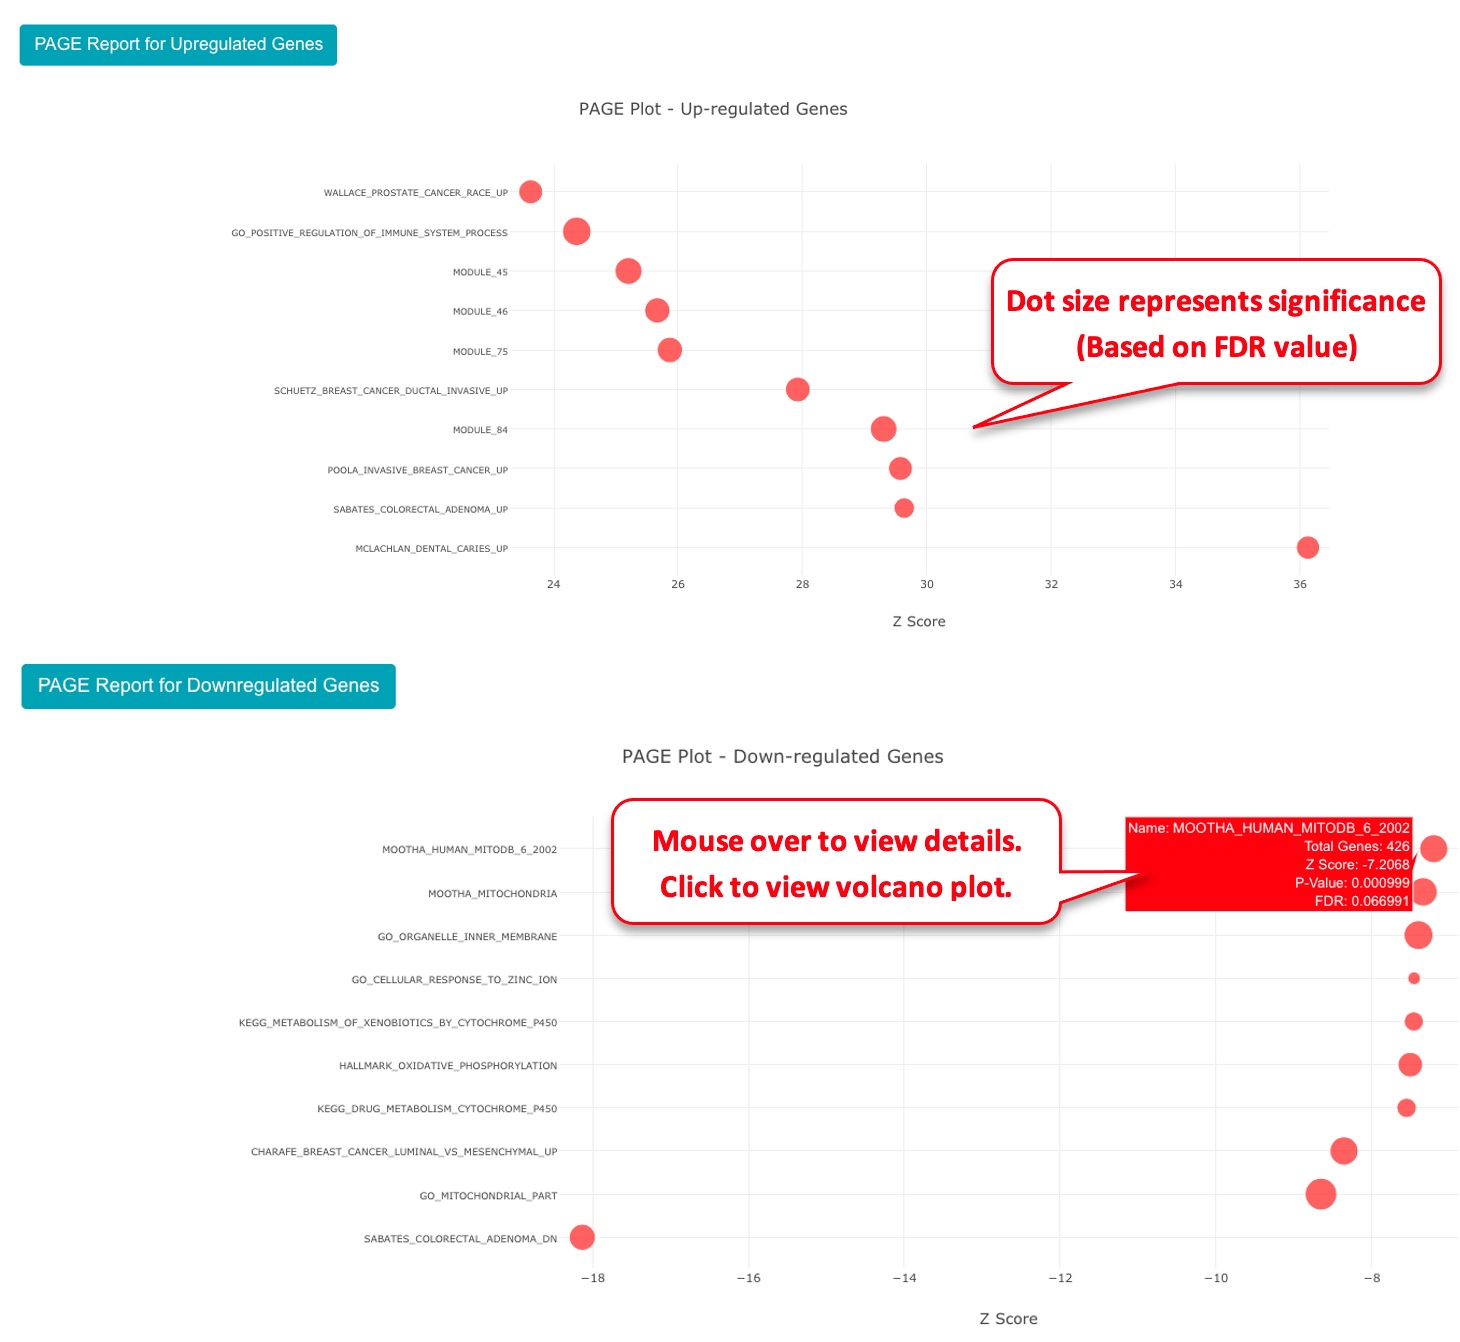 PAGE Report for Upregulated Genes
PAGE Plot - Up-regulated Genes
WALLACE_PROSTATE_CANCER_RACE_UP
GO_POSITIVE_REGULATION_OF_IMMUNE_SYSTEM_PROCESS
MODULE_45
MODULE_46
MODULE_75
SCHUETZ_BREAST_CANCER_DUCTAL_INVASIVE_UP
MODULE_84
POOLA_INVASIVE_BREAST_CANCER_UP
SABATES_COLORECTAL_ADENOMA_UP
MCLACHLAN_DENTAL_CARIES_UP
Dot size represents significance
(Based on FDR value)
24 26 28 30 32 34 36
Z Score
PAGE Report for Downregulated Genes
PAGE Plot - Down-regulated Genes
MOOTHA_HUMAN_MITODB_6_2002
MOOTHA_MITOCHONDRIA
GO_ORGANELLE_INNER_MEMBRANE
GO_CELLULAR_RESPONSE_TO_ZINC_ION
KEGG_METABOLISM_OF_XENOBIOTICS_BY_CYTOCHROME_P450
HALLMARK_OXIDATIVE_PHOSPHORYLATION
KEGG_DRUG_METABOLISM_CYTOCHROME_P450
CHARAFE_BREAST_CANCER_LUMINAL_VS_MESENCHYMAL_UP
GO_MITOCHONDRIAL_PART
SABATES_COLORECTAL_ADENOMA_DN
Mouse over to view details.
Click to view volcano plot.
Name: MOOTHA_HUMAN_MITODB_6_2002
Total Genes: 426
Z Score: -7.2068
P-Value: 0.000999
FDR: 0.066991
−18 −16 −14 −12 −10 −8
Z Score